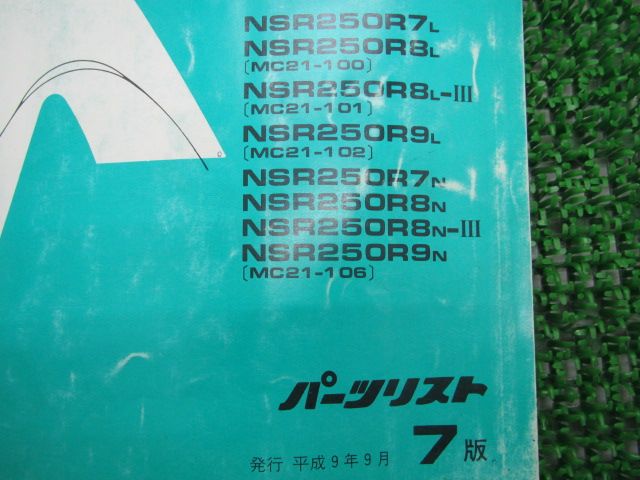 NSR250R7L
NSR250R8L
〔MC21-100〕
NSR250R8L-III
〔MC21-101〕
NSR250R9L
〔MC21-102〕
NSR250R7N
NSR250R8N
NSR250R8N-III
NSR250R9N
〔MC21-106〕
パーツリスト
発行 平成9年9月 7版